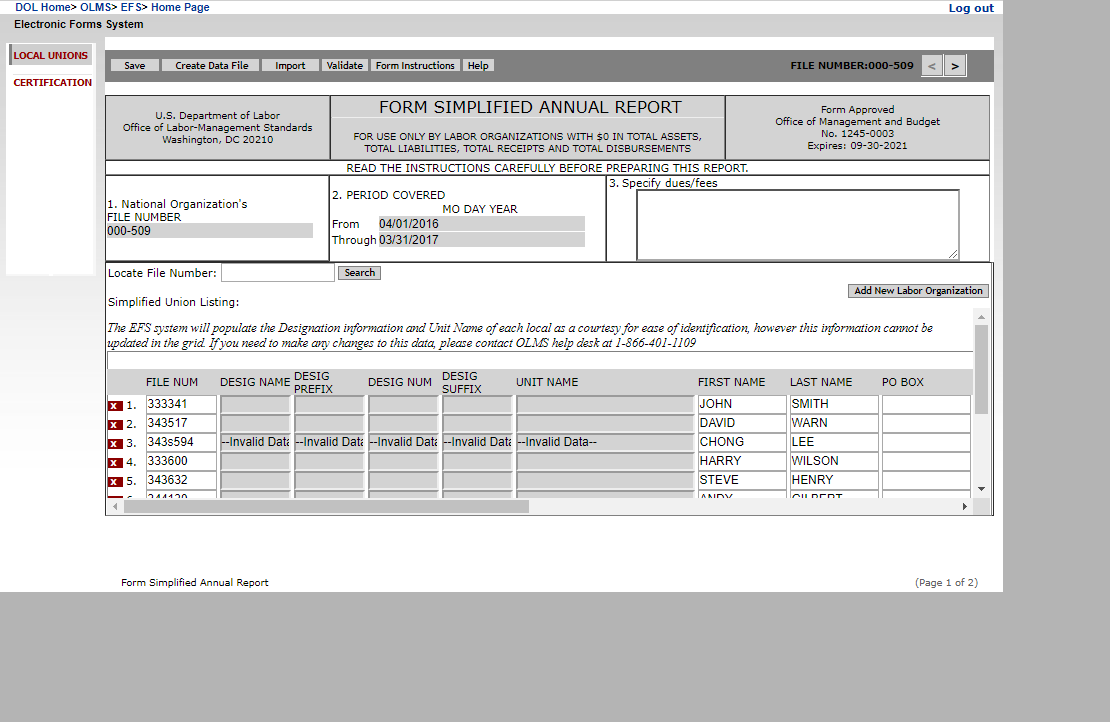 DOL Home> OLMS> EFS> Home Page
Log out
Electronic Forms System
LOCAL UNIONS
CERTIFICATION
Save Create Data File Import Validate Form Instructions Help FILE NUMBER:000-509 < >
U.S. Department of Labor
Office of Labor-Management Standards
Washington, DC 20210
FORM SIMPLIFIED ANNUAL REPORT
FOR USE ONLY BY LABOR ORGANIZATIONS WITH $0 IN TOTAL ASSETS,
TOTAL LIABILITIES, TOTAL RECEIPTS AND TOTAL DISBURSEMENTS
Form Approved
Office of Management and Budget
No. 1245-0003
Expires: 09-30-2021
READ THE INSTRUCTIONS CAREFULLY BEFORE PREPARING THIS REPORT.
1. National Organization's
FILE NUMBER
000-509
2. PERIOD COVERED
MO DAY YEAR
From 04/01/2016
Through 03/31/2017
3. Specify dues/fees
Locate File Number: Search
Add New Labor Organization
Simplified Union Listing:
The EFS system will populate the Designation information and Unit Name of each local as a courtesy for ease of identification, however this information cannot be
updated in the grid. If you need to make any changes to this data, please contact OLMS help desk at 1-866-401-1109
FILE NUM DESIG NAME DESIG PREFIX DESIG NUM DESIG SUFFIX UNIT NAME FIRST NAME LAST NAME PO BOX
x 1. 333341 JOHN SMITH
x 2. 343517 DAVID WARN
x 3. 343s594 --Invalid Data --Invalid Data --Invalid Data --Invalid Data --Invalid Data-- CHONG LEE
x 4. 333600 HARRY WILSON
x 5. 343632 STEVE HENRY
ANDY GILBERT
Form Simplified Annual Report
(Page 1 of 2)